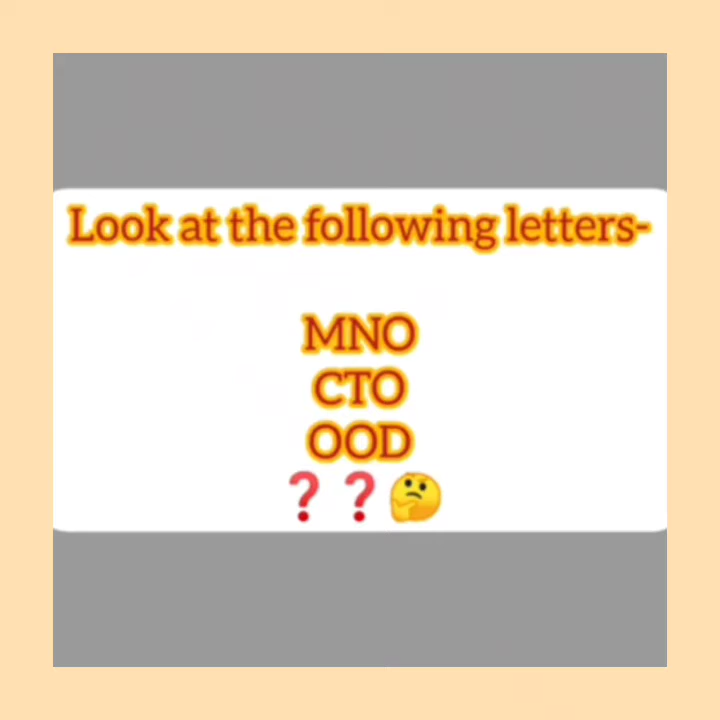 Look at the following letters-
MNO
CTO
OOD
❓❓🤔